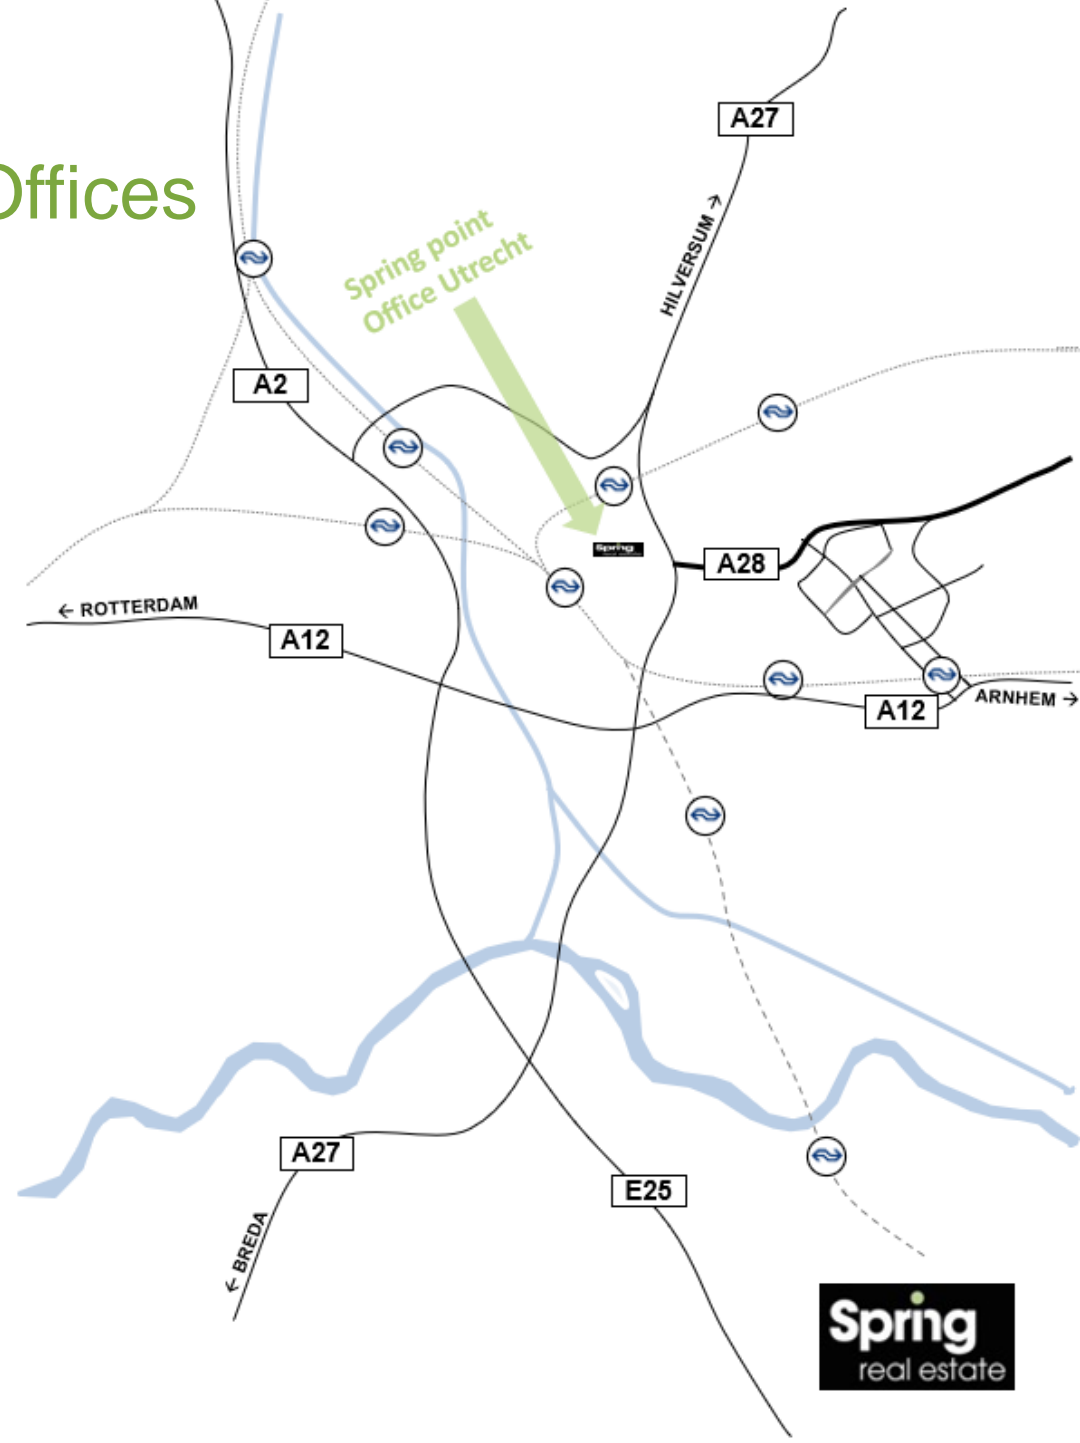 A27
Offices
HILVERSUM →
Spring point
Office Utrecht
A2
Spring
A28
← ROTTERDAM
A12
ARNHEM →
A12
A27
E25
← BREDA
Spring
real estate